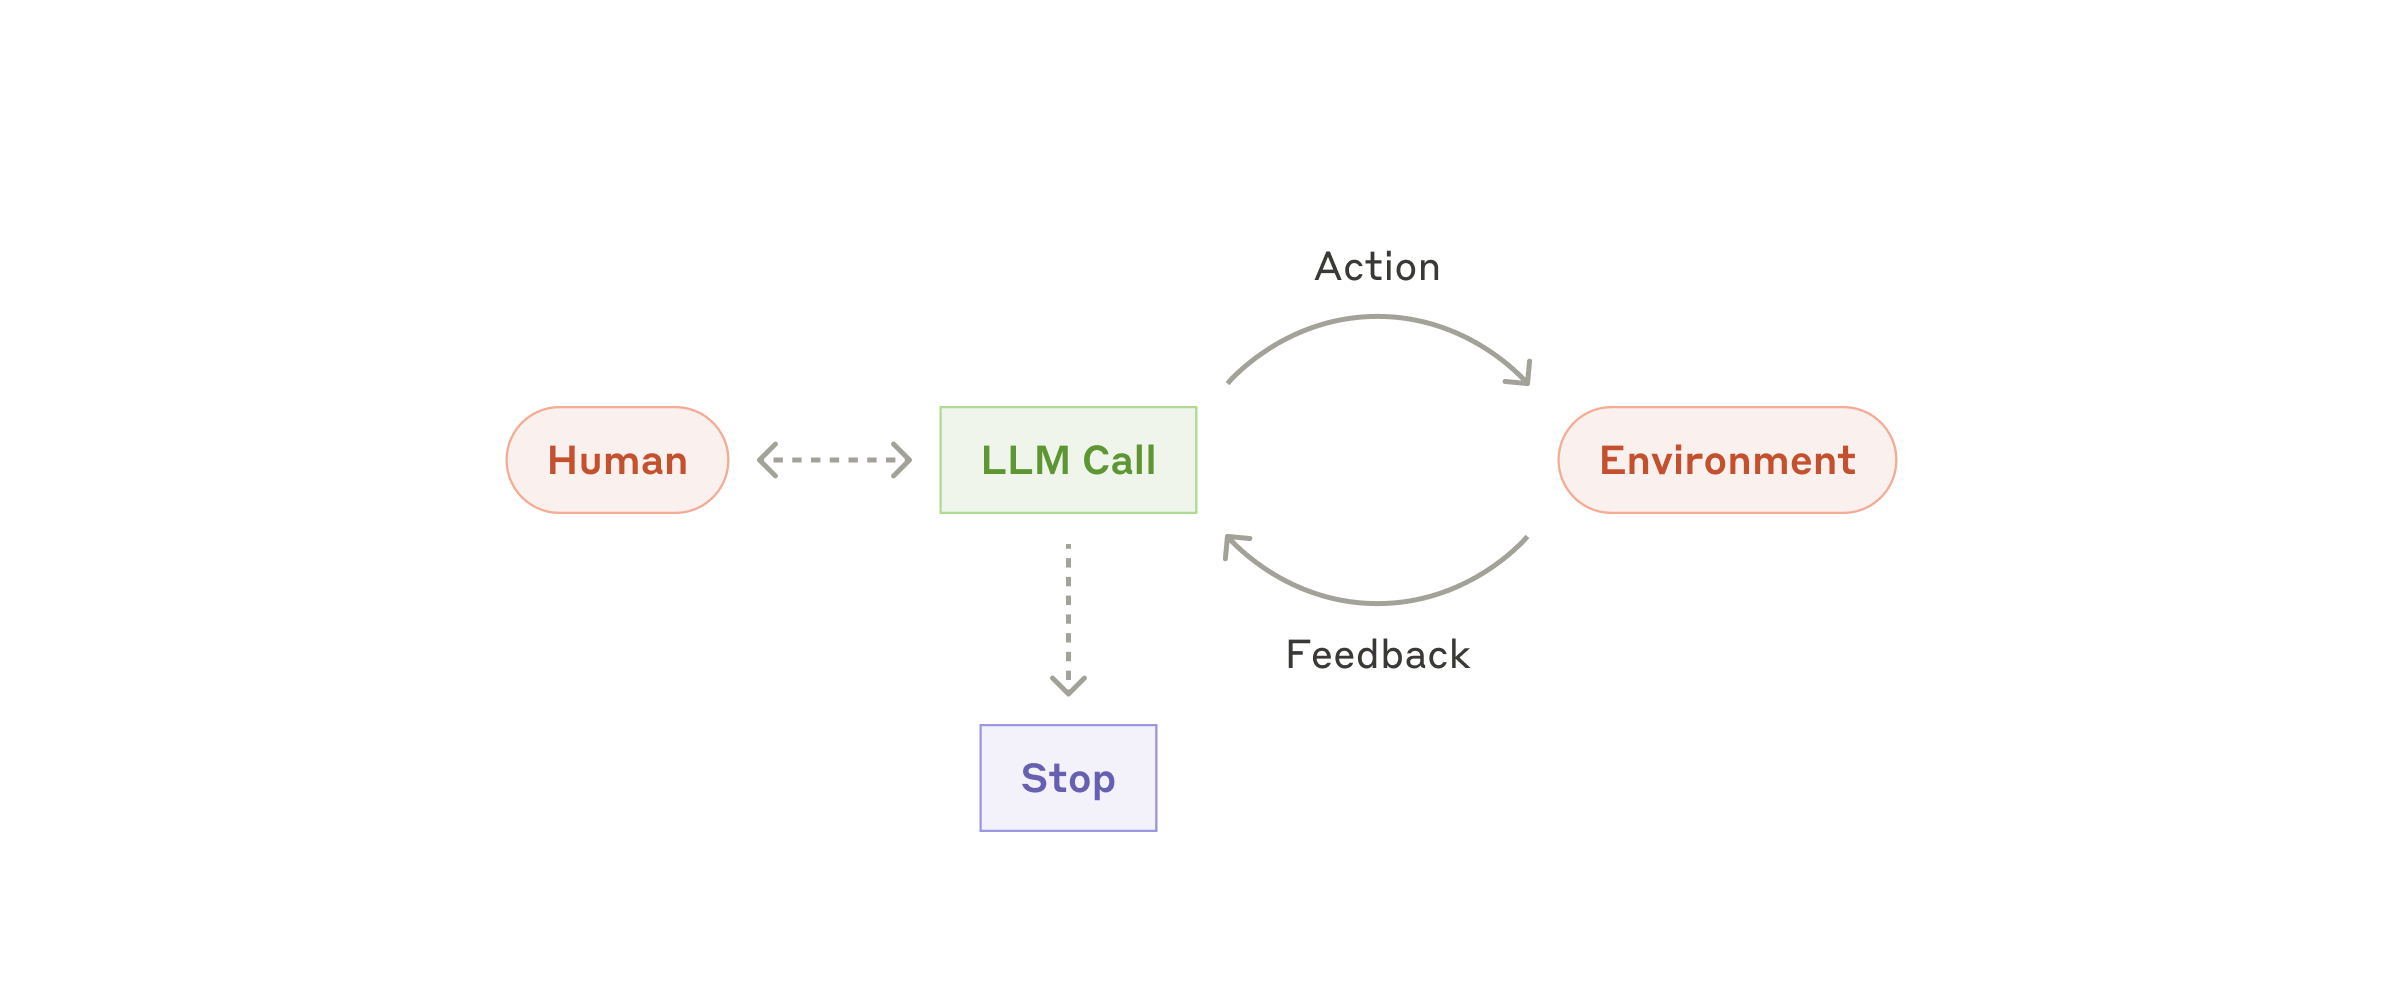 Action
Human
LLM Call
Environment
Feedback
Stop